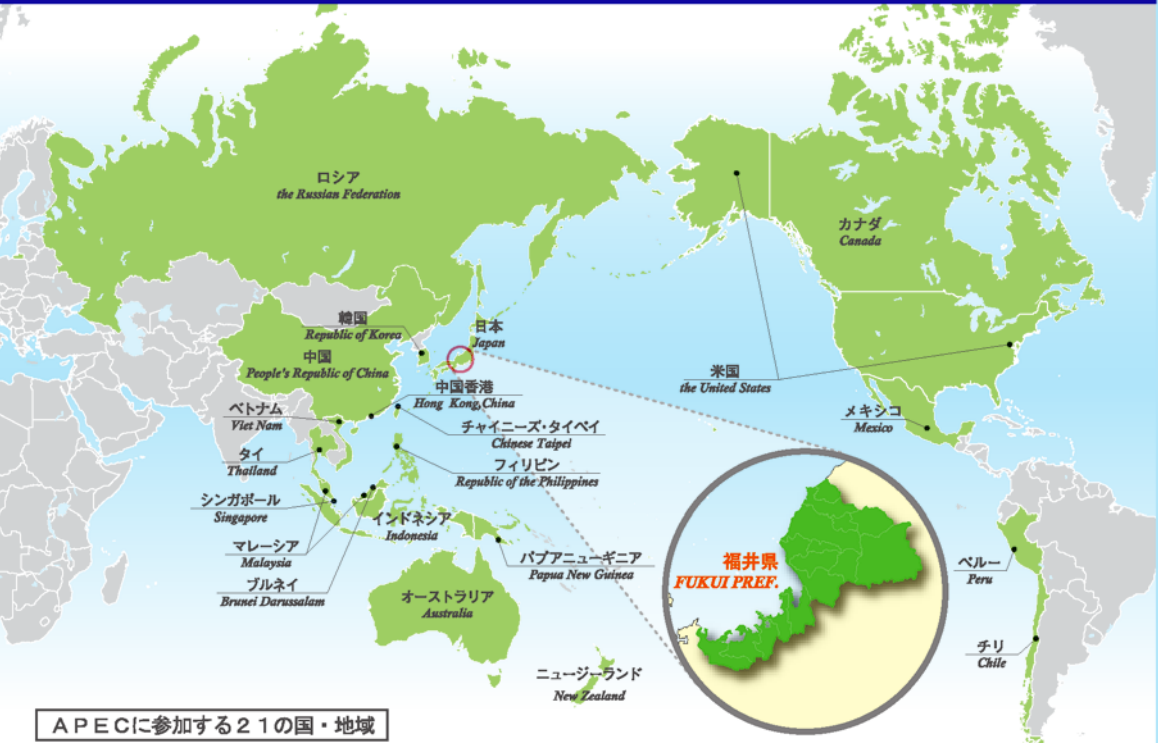 ロシア
the Russian Federation
カナダ
Canada
韓国
Republic of Korea
日本
Japan
中国
People's Republic of China
米国
the United States
中国香港
Hong Kong,China
ベトナム
Viet Nam
メキシコ
Mexico
チャイニーズ・タイペイ
Chinese Taipei
タイ
Thailand
フィリピン
Republic of the Philippines
シンガポール
Singapore
インドネシア
Indonesia
マレーシア
Malaysia
パプアニューギニア
Papua New Guinea
福井県
FUKUI PREF.
ペルー
Peru
ブルネイ
Brunei Darussalam
オーストラリア
Australia
チリ
Chile
ニュージーランド
New Zealand
ＡＰＥＣに参加する２１の国・地域